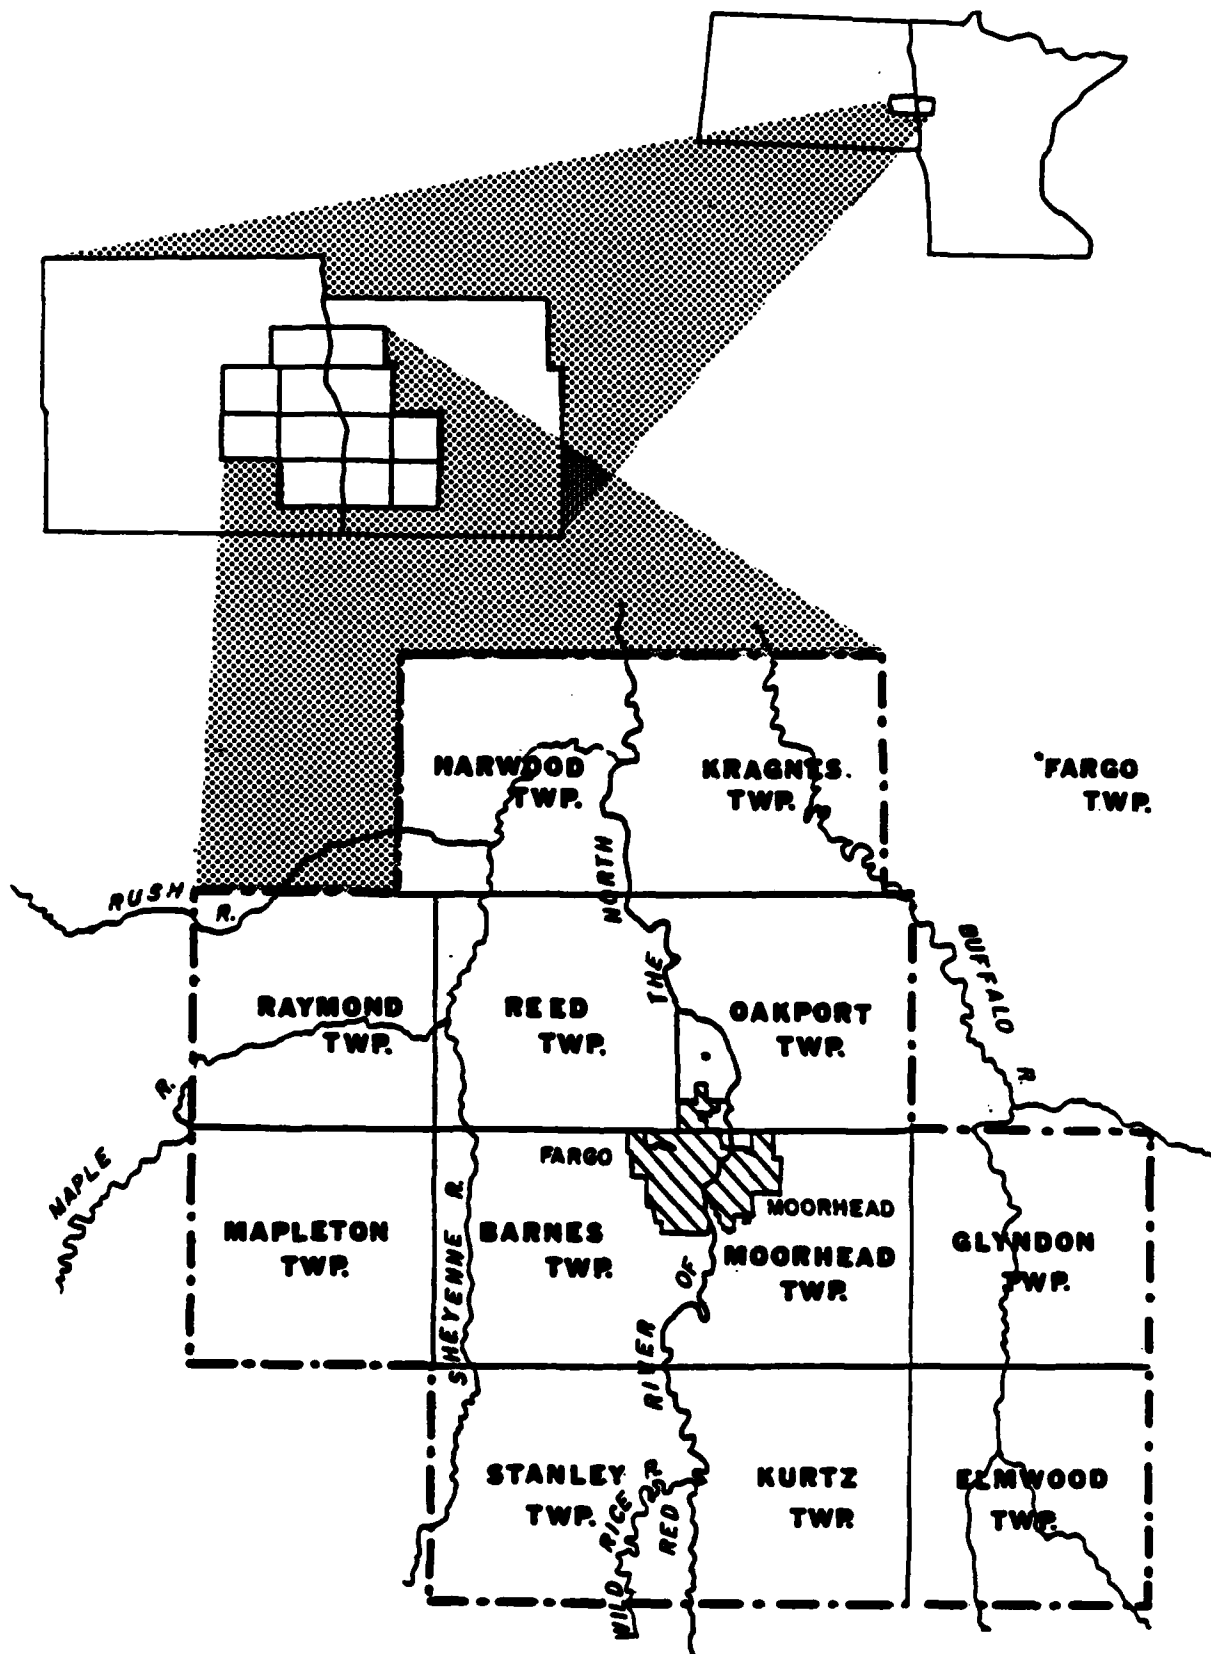 HARWOOD
TWP.
KRAGNES.
TWP.
•FARGO
TWP.
RUSH
R.
NORTH
THE
BUFFALO
R.
RAYMOND
TWP.
REED
TWP.
OAKPORT
TWP.
R.
MAPLE
FARGO
MOORHEAD
MAPLETON
TWP.
SHEYENNE R.
BARNES
TWP.
OF
MOORHEAD
TWP.
GLYNDON
TWP.
RIVER
STANLEY
TWP.
WILD RICE R.
RED
KURTZ
TWP.
ELMWOOD
TWP.